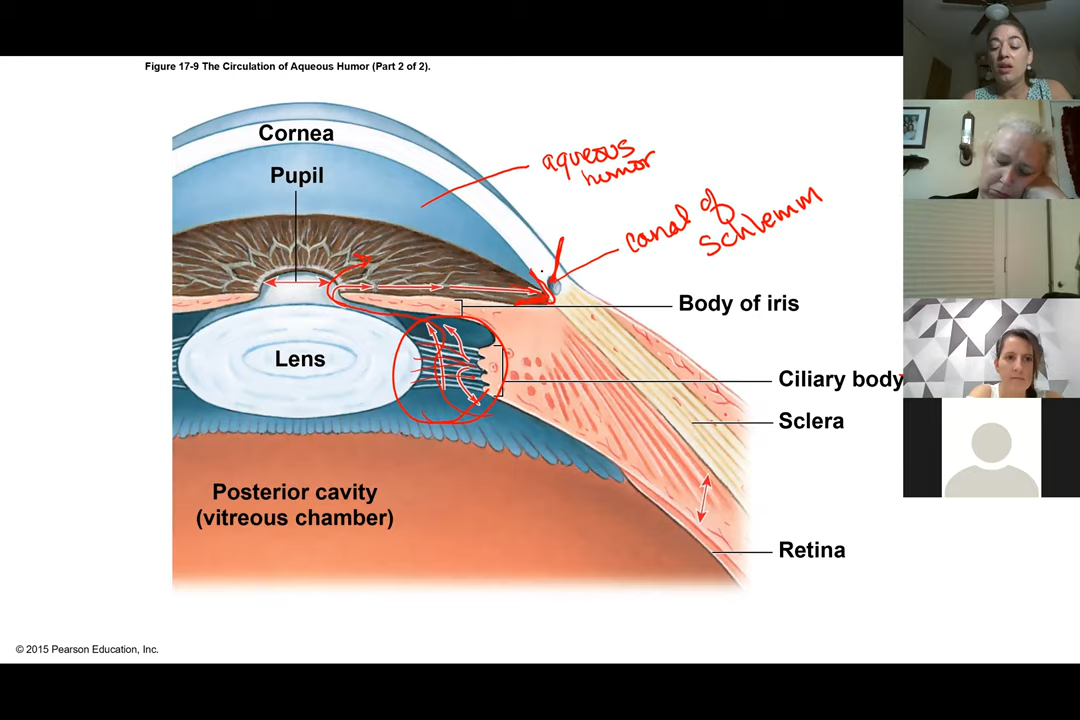 Figure 17-9 The Circulation of Aqueous Humor (Part 2 of 2).
Cornea
Pupil
aqueous
humor
canal of
Schlemm
Body of iris
Lens
Ciliary body
Sclera
Posterior cavity
(vitreous chamber)
Retina
© 2015 Pearson Education, Inc.